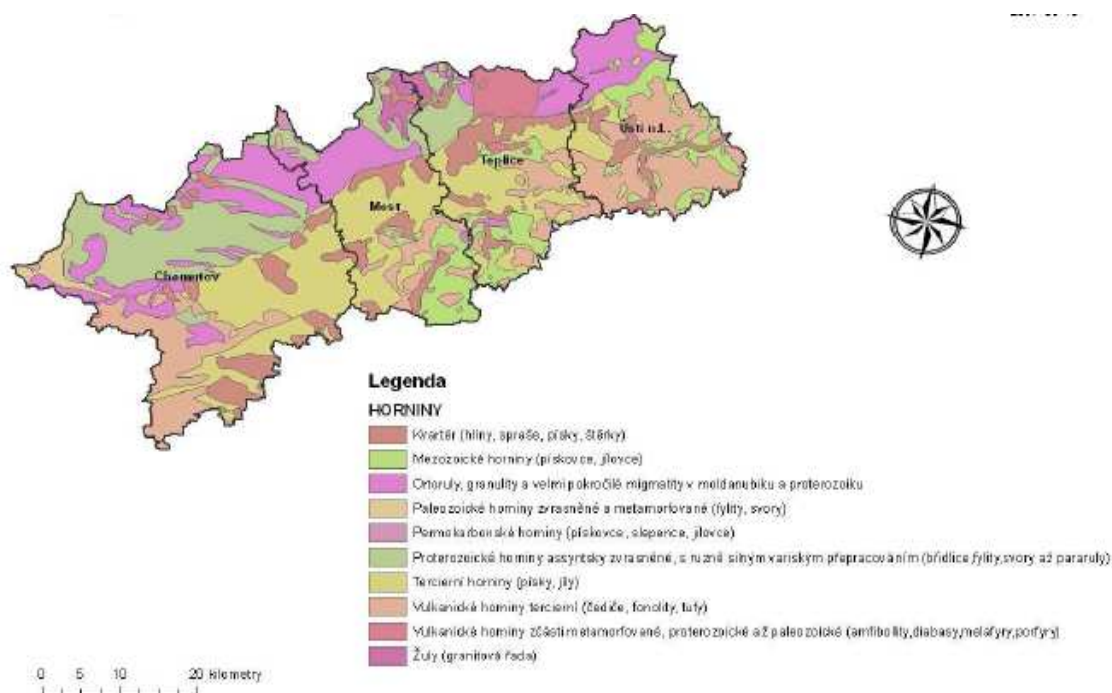 Ústí n.L.
Teplice
Most
Chomutov
Legenda
HORNINY
Kvartér (hlíny, spraše, písky, štěrky)
Mezozoické horniny (pískovce, jílovce)
Ortoruly, granulity a velmi pokročilé migmatity v moldanubiku a proterozoiku
Paleozoické horniny zvrásněné a metamorfované (fylity, svory)
Permokarbonské horniny (pískovce, slepence, jílovce)
Proterozoické horniny assyntsky zvrásněné, s různě silným variským přepracováním (břidlice,fylity,svory až pararuly)
Tercierní horniny (písky, jíly)
Vulkanické horniny tercierní (čediče, fonolity, tufy)
Vulkanické horniny zčásti metamorfované, proterozoické až paleozoické (amfibolity,diabasy,melafyry,porfyry)
Žuly (granitová řada)
0 5 10 20 kilometry